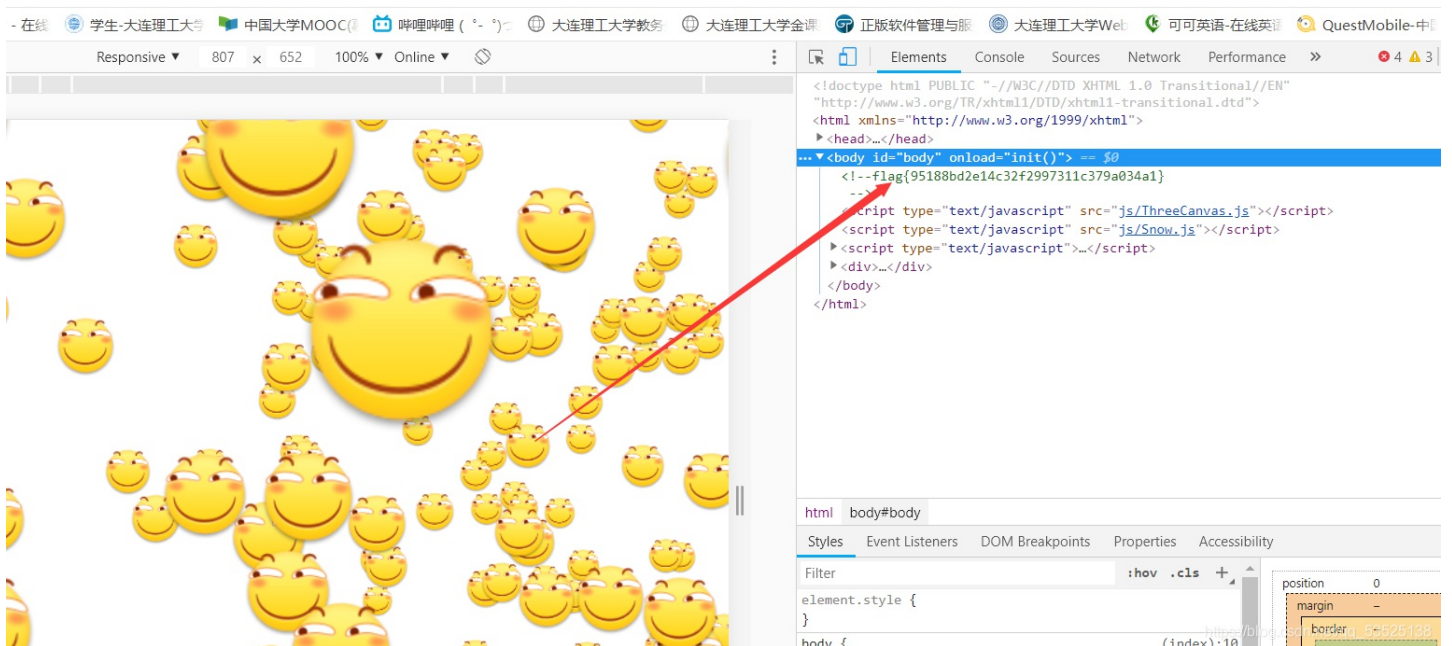 - 在线 学生-大连理工大学 中国大学MOOC( 哔哩哔哩 ( ゜- ゜)つ 大连理工大学教务 大连理工大学金课 正版软件管理与服 大连理工大学Web 可可英语-在线英语 QuestMobile-中国
Responsive ▼ 807 × 652 100% ▼ Online ▼
Elements Console Sources Network Performance » 4 3
<!doctype html PUBLIC "-//W3C//DTD XHTML 1.0 Transitional//EN"
"http://www.w3.org/TR/xhtml1/DTD/xhtml1-transitional.dtd">
<html xmlns="http://www.w3.org/1999/xhtml">
▶<head>…</head>
…▼<body id="body" onload="init()"> == $0
<!--flag{95188bd2e14c32f2997311c379a034a1}
-->
<script type="text/javascript" src="js/ThreeCanvas.js"></script>
<script type="text/javascript" src="js/Snow.js"></script>
▶<script type="text/javascript">…</script>
▶<div>…</div>
</body>
</html>
html body#body
Styles Event Listeners DOM Breakpoints Properties Accessibility
Filter :hov .cls +
element.style {
}
body { (index):10
position 0
margin –
border –